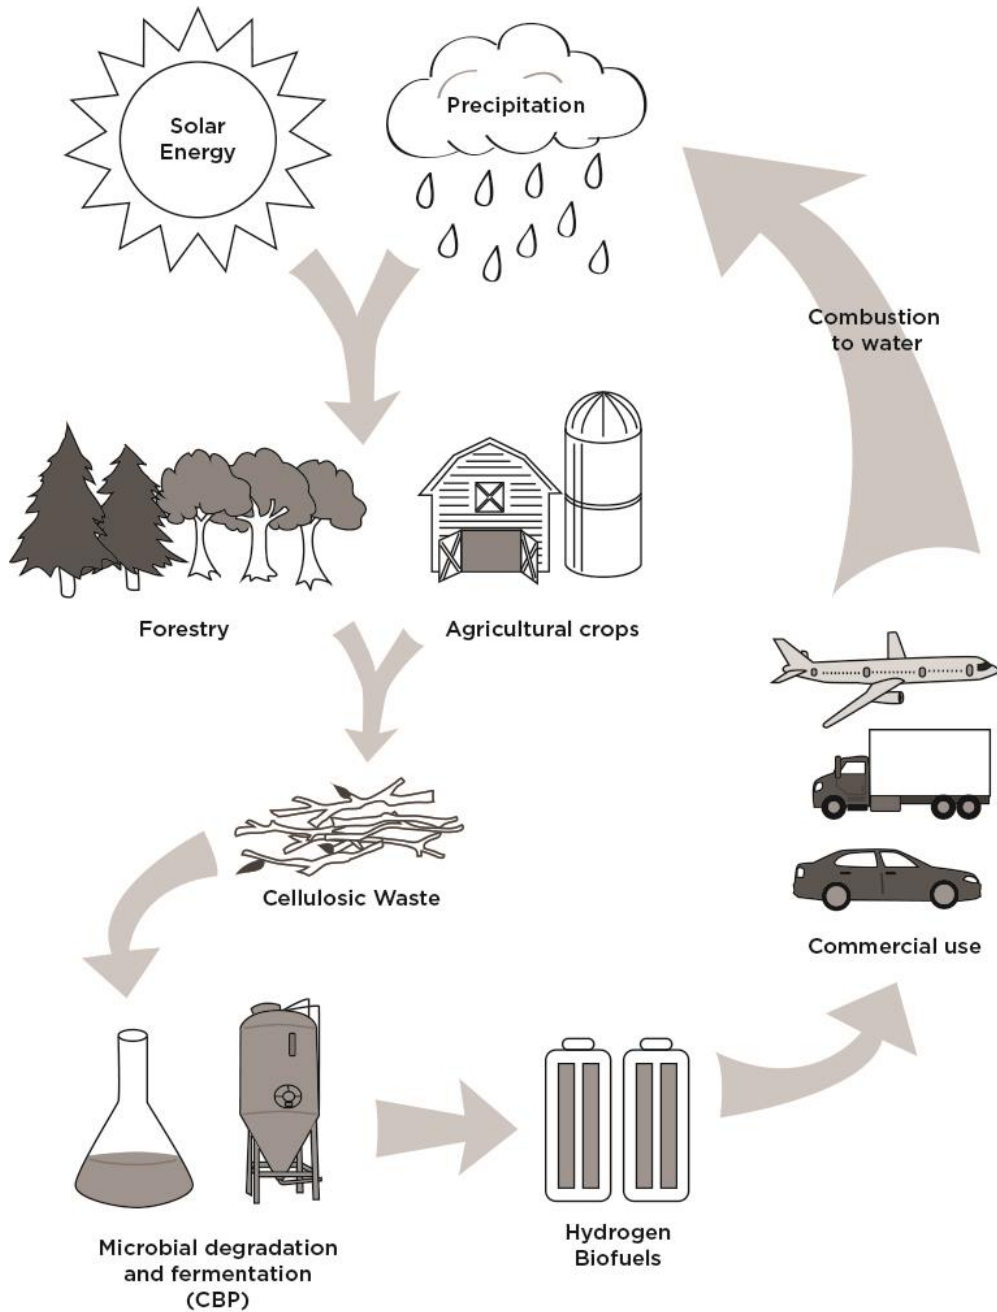 Solar
Energy
Precipitation
Combustion
to water
Forestry
Agricultural crops
Cellulosic Waste
Commercial use
Microbial degradation
and fermentation
(CBP)
Hydrogen
Biofuels